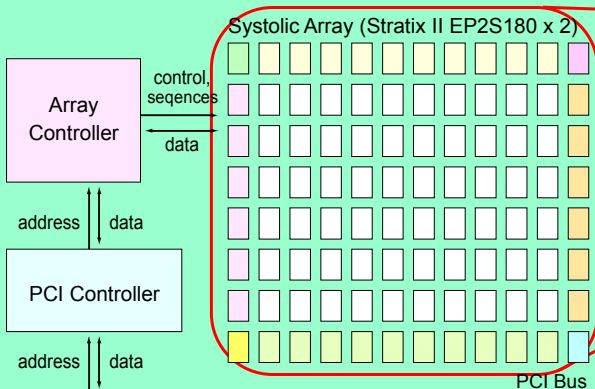 Systolic Array (Stratix II EP2S180 x 2)
control,
seqences
data
Array
Controller
address
data
PCI Controller
address
data
PCI Bus